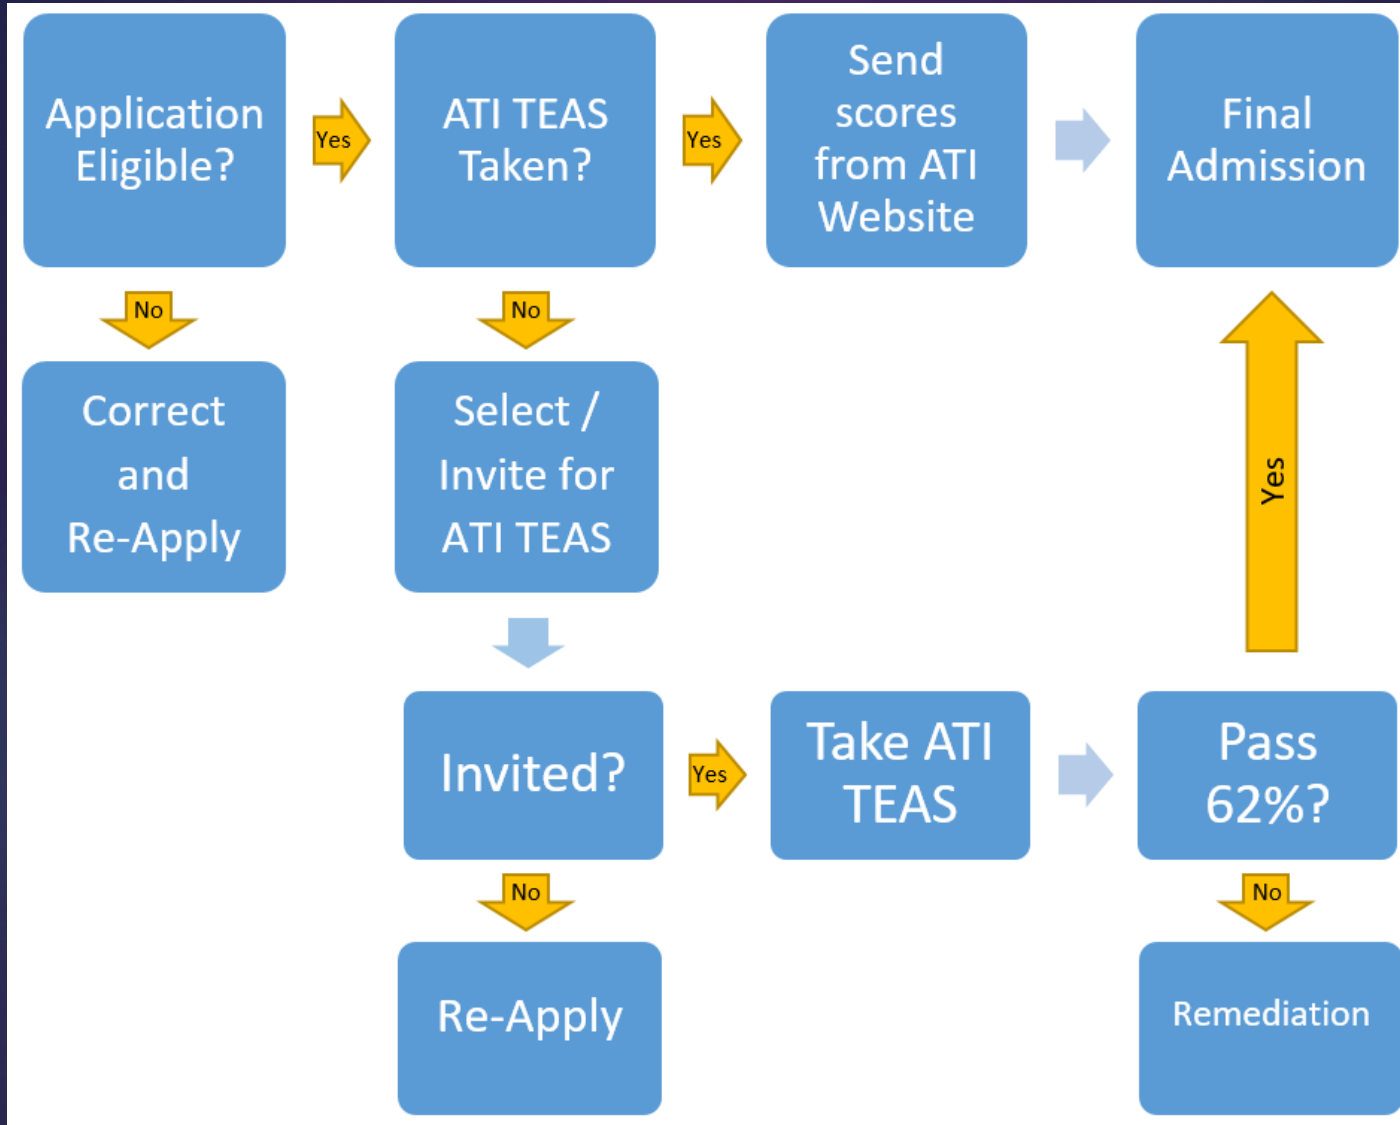 Application
Eligible?
Yes
ATI TEAS
Taken?
Yes
Send
scores
from ATI
Website
Final
Admission
No
No
Correct
and
Re-Apply
Select /
Invite for
ATI TEAS
Yes
Invited?
Yes
Take ATI
TEAS
Pass
62%?
No
No
Re-Apply
Remediation